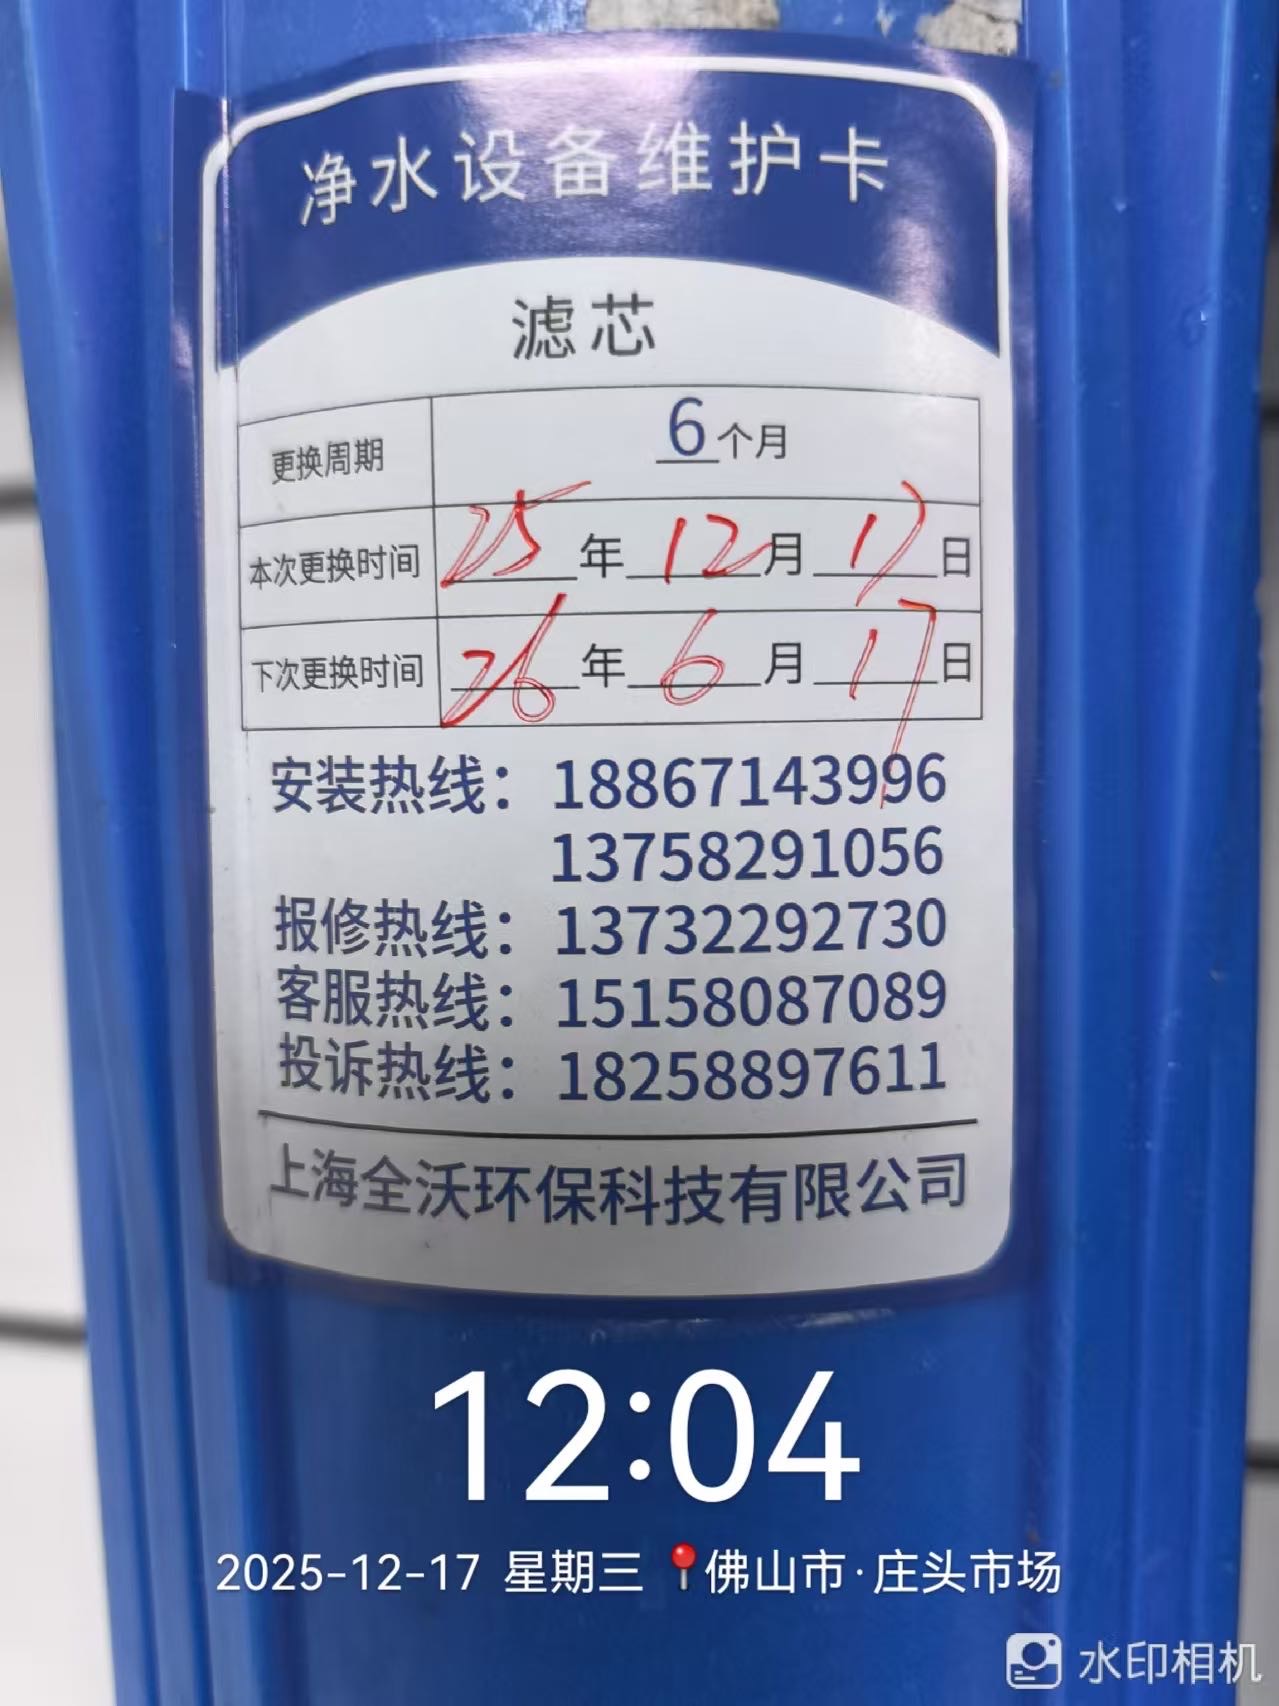 净水设备维护卡
滤芯
更换周期 6个月
本次更换时间 25年12月17日
下次更换时间 26年6月17日
安装热线：18867143996
13758291056
报修热线：13732292730
客服热线：15158087089
投诉热线：18258897611
上海全沃环保科技有限公司
12:04
2025-12-17 星期三 📍佛山市·庄头市场
水印相机